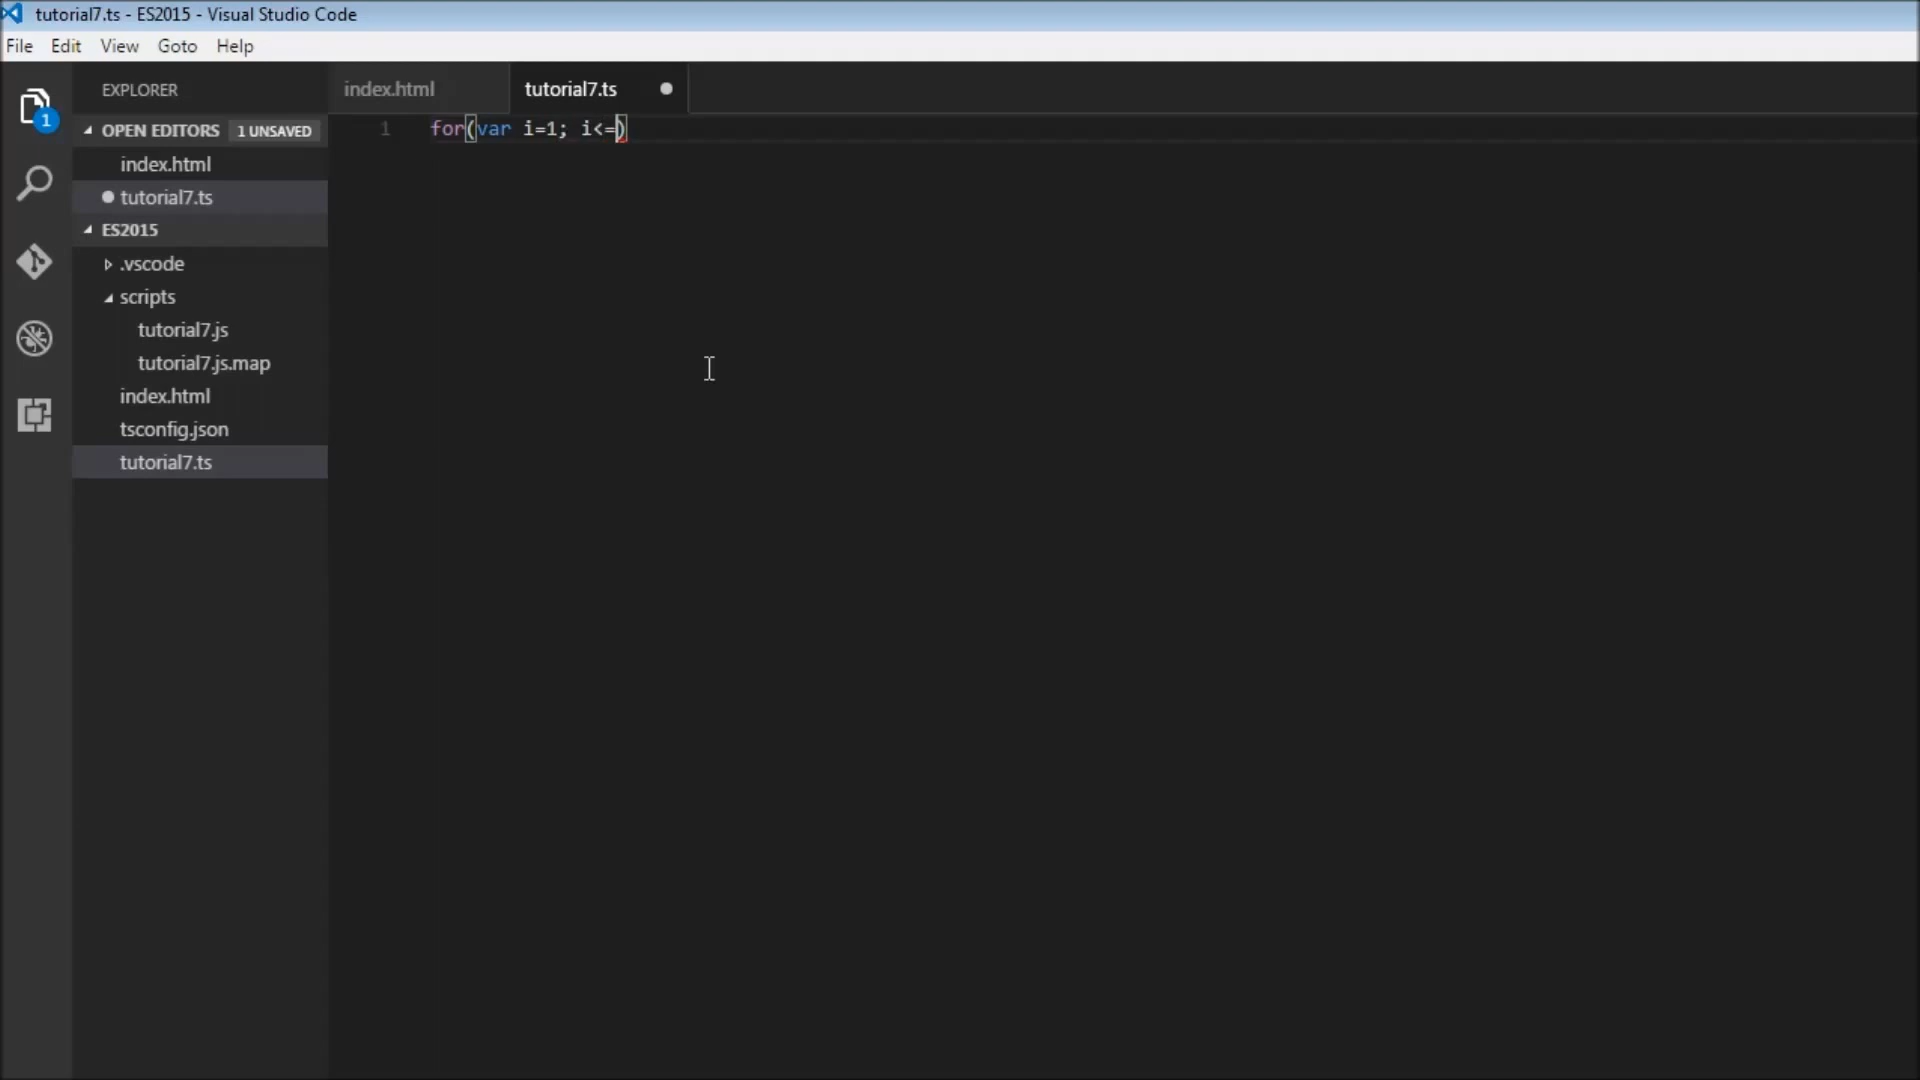 tutorial7.ts - ES2015 - Visual Studio Code
File Edit View Goto Help
EXPLORER
index.html
tutorial7.ts
1
OPEN EDITORS 1 UNSAVED
index.html
tutorial7.ts
ES2015
.vscode
scripts
tutorial7.js
tutorial7.js.map
index.html
tsconfig.json
tutorial7.ts
1 for(var i=1; i<=)